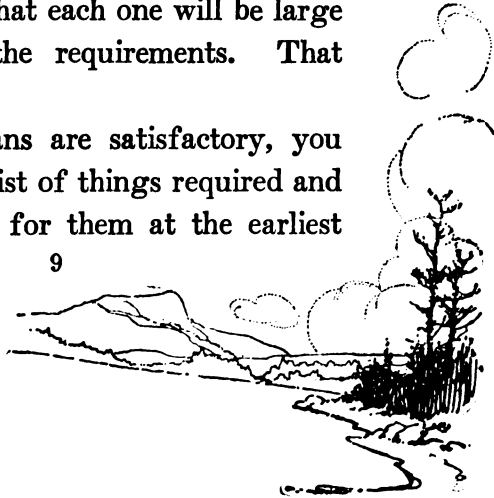 hat each one will be large
the requirements. That
ns are satisfactory, you
ist of things required and
for them at the earliest
9